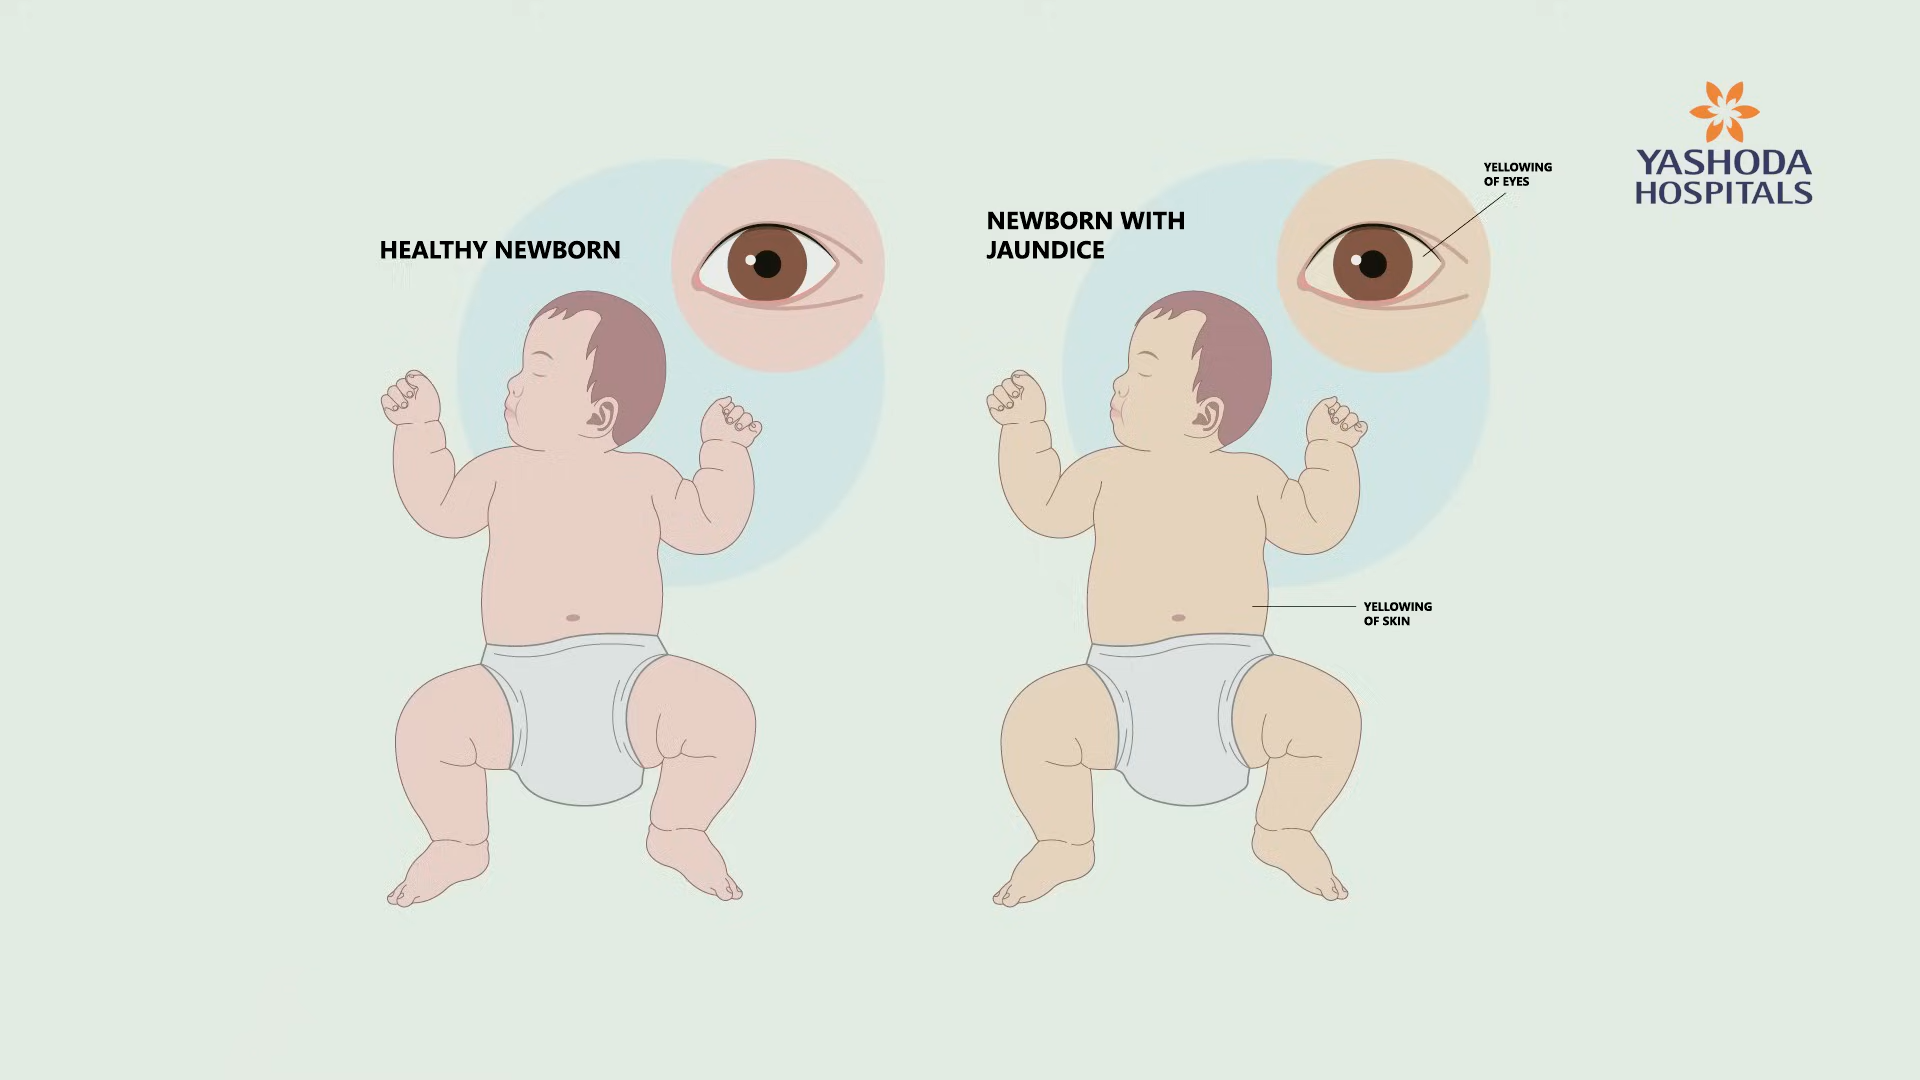 HEALTHY NEWBORN
NEWBORN WITH
JAUNDICE
YELLOWING
OF EYES
YASHODA
HOSPITALS
YELLOWING
OF SKIN